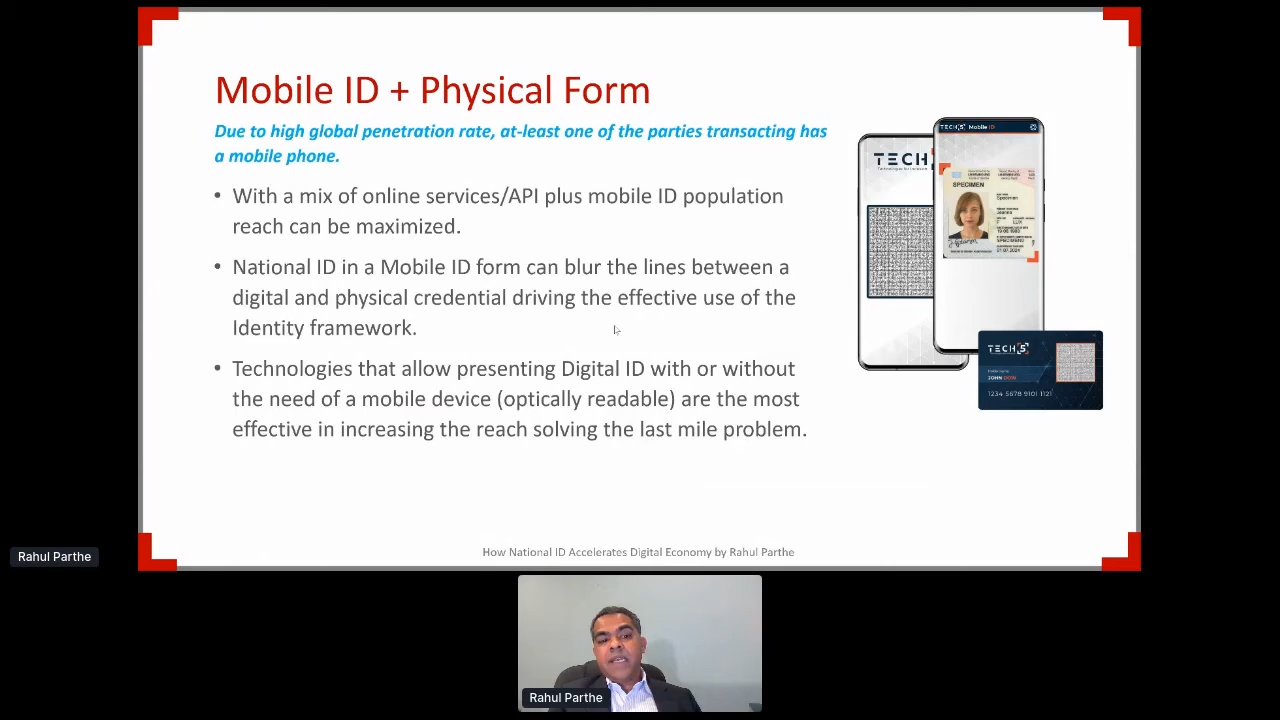 Mobile ID + Physical Form
Due to high global penetration rate, at-least one of the parties transacting has
a mobile phone.
• With a mix of online services/API plus mobile ID population
reach can be maximized.
• National ID in a Mobile ID form can blur the lines between a
digital and physical credential driving the effective use of the
Identity framework.
• Technologies that allow presenting Digital ID with or without
the need of a mobile device (optically readable) are the most
effective in increasing the reach solving the last mile problem.
TECH
TECH5 Mobile ID
SPECIMEN
Specimen
TECH5
JOHN DOW
1234 5678 9101 1121
How National ID Accelerates Digital Economy by Rahul Parthe
Rahul Parthe
Rahul Parthe